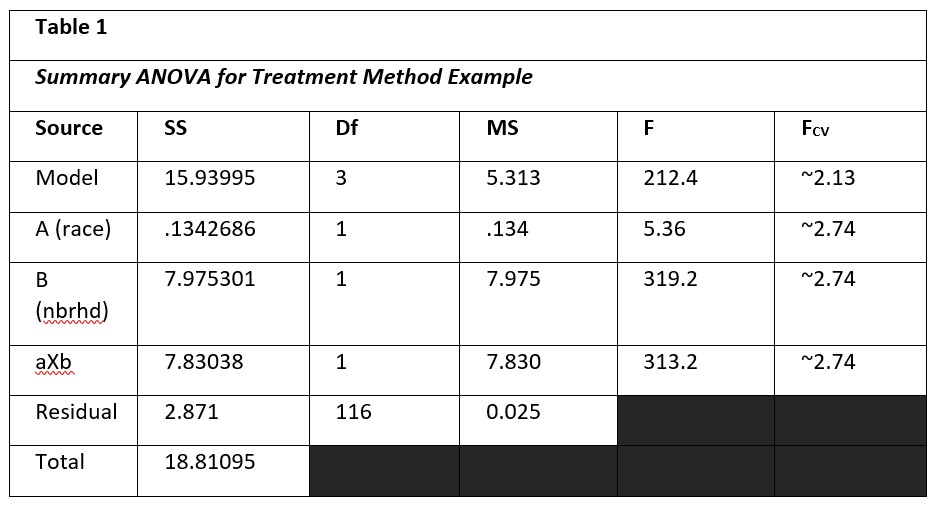 Table 1
Summary ANOVA for Treatment Method Example
Source SS Df MS F Fcv
Model 15.93995 3 5.313 212.4 ~2.13
A (race) .1342686 1 .134 5.36 ~2.74
B 7.975301 1 7.975 319.2 ~2.74
(nbrhd)
aXb 7.83038 1 7.830 313.2 ~2.74
Residual 2.871 116 0.025
Total 18.81095